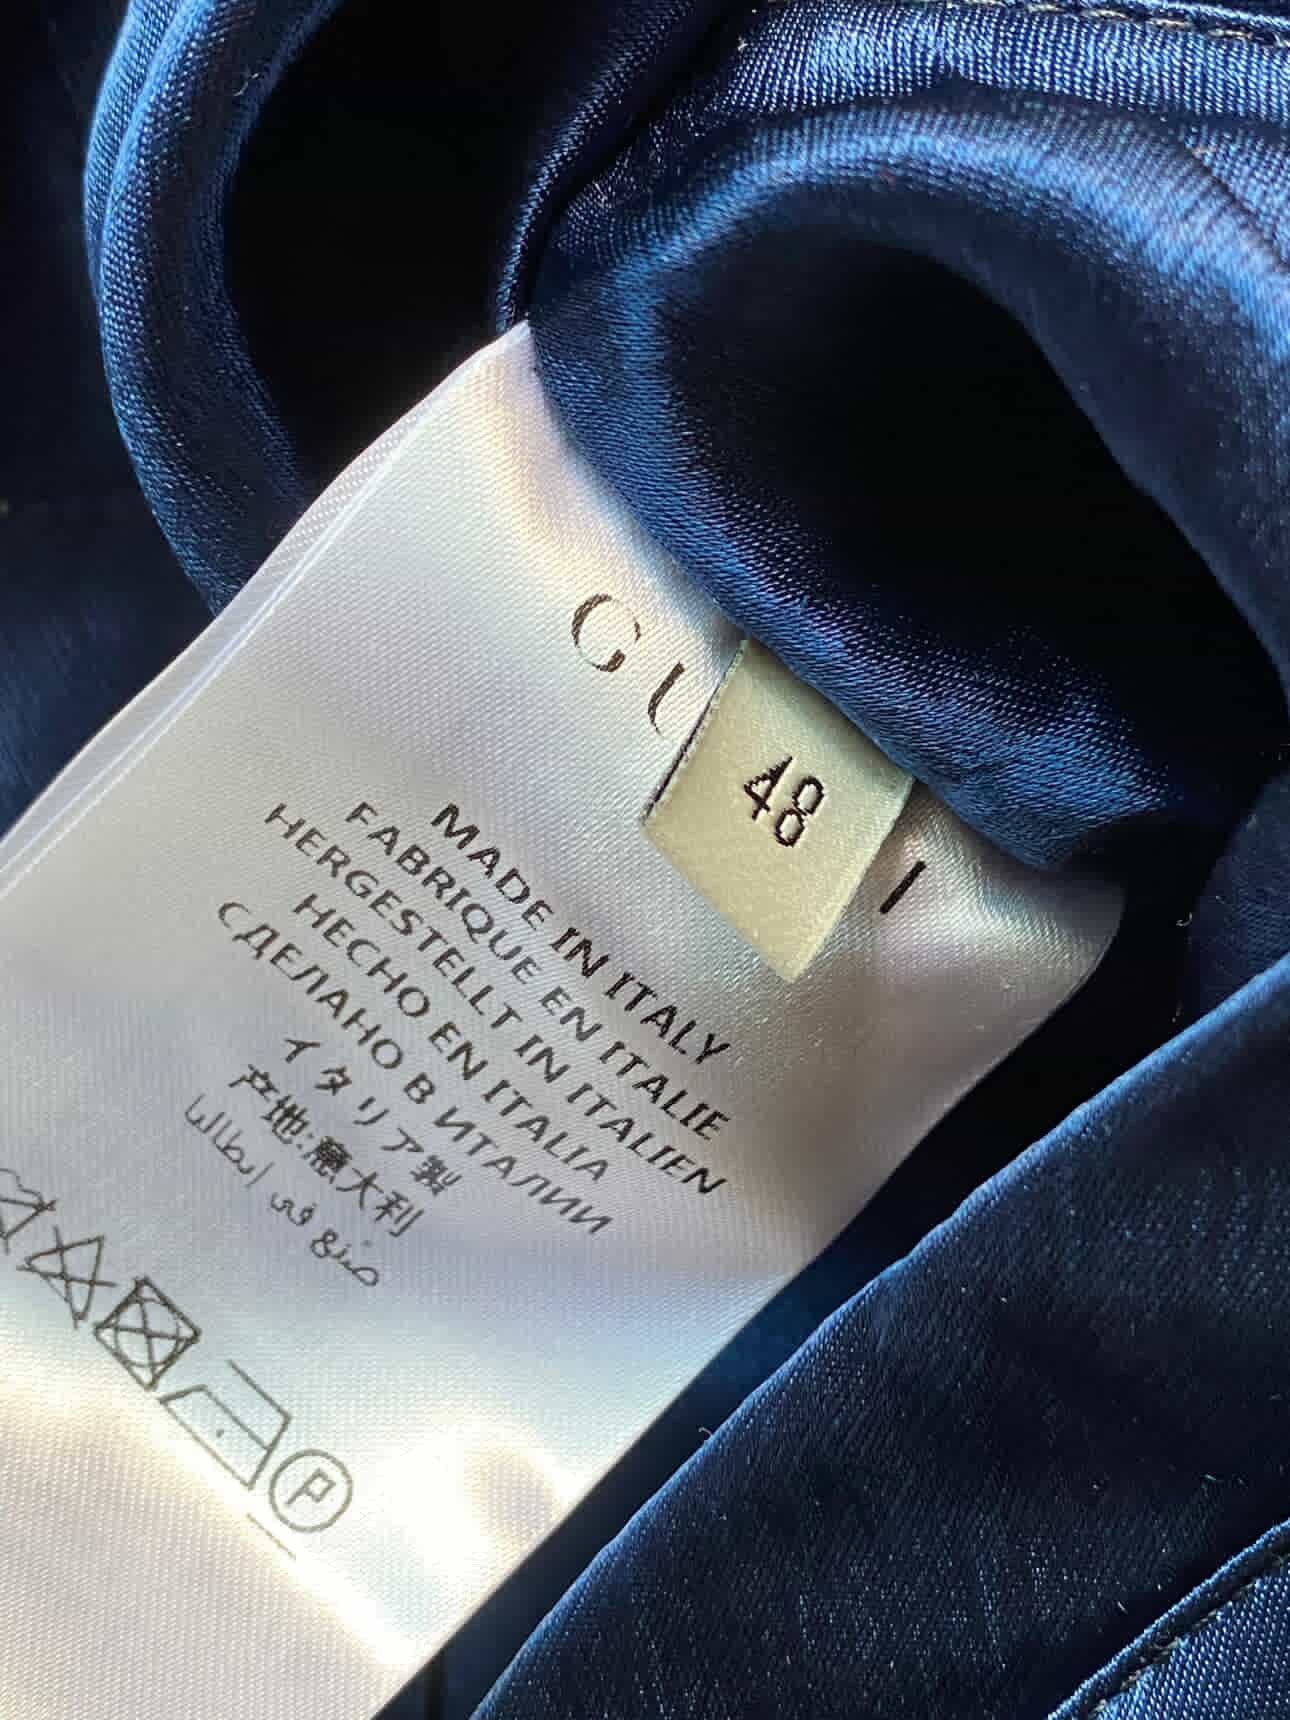 GU
48
I
MADE IN ITALY
FABRIQUE EN ITALIE
HERGESTELLT IN ITALIEN
HECHO EN ITALIA
СДЕЛАНО В ИТАЛИИ
イタリア製
产地:意大利
صنع في إيطاليا
P